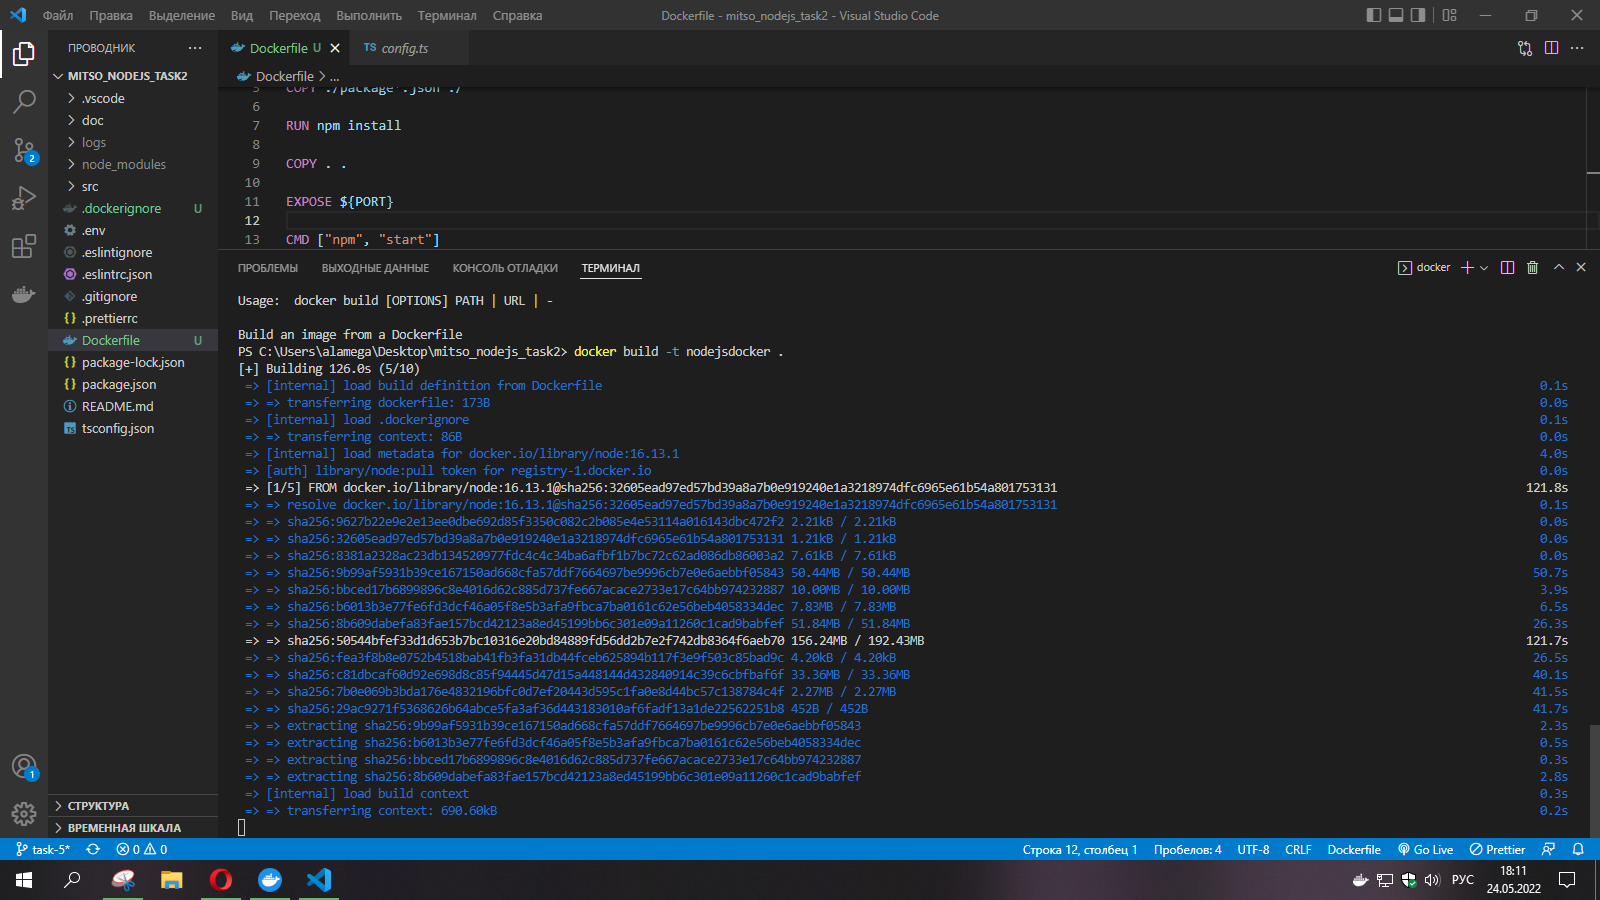 Файл Правка Выделение Вид Переход Выполнить Терминал Справка
Dockerfile - mitso_nodejs_task2 - Visual Studio Code
ПРОВОДНИК
MITSO_NODEJS_TASK2
.vscode
doc
logs
node_modules
src
.dockerignore U
.env
.eslintignore
.eslintrc.json
.gitignore
.prettierrc
Dockerfile U
package-lock.json
package.json
README.md
tsconfig.json
СТРУКТУРА
ВРЕМЕННАЯ ШКАЛА
2
1
Dockerfile U
TS config.ts
Dockerfile > ...
5 COPY ./package*.json ./
6
7 RUN npm install
8
9 COPY . .
10
11 EXPOSE ${PORT}
12
13 CMD ["npm", "start"]
ПРОБЛЕМЫ ВЫХОДНЫЕ ДАННЫЕ КОНСОЛЬ ОТЛАДКИ ТЕРМИНАЛ
docker
Usage:  docker build [OPTIONS] PATH | URL | -
Build an image from a Dockerfile
PS C:\Users\alamega\Desktop\mitso_nodejs_task2> docker build -t nodejsdocker .
[+] Building 126.0s (5/10)
=> [internal] load build definition from Dockerfile 0.1s
=> => transferring dockerfile: 173B 0.0s
=> [internal] load .dockerignore 0.1s
=> => transferring context: 86B 0.0s
=> [internal] load metadata for docker.io/library/node:16.13.1 4.0s
=> [auth] library/node:pull token for registry-1.docker.io 0.0s
=> [1/5] FROM docker.io/library/node:16.13.1@sha256:32605ead97ed57bd39a8a7b0e919240e1a3218974dfc6965e61b54a801753131 121.8s
=> => resolve docker.io/library/node:16.13.1@sha256:32605ead97ed57bd39a8a7b0e919240e1a3218974dfc6965e61b54a801753131 0.1s
=> => sha256:9627b22e9e2e13ee0dbe692d85f3350c082c2b085e4e53114a016143dbc472f2 2.21kB / 2.21kB 0.0s
=> => sha256:32605ead97ed57bd39a8a7b0e919240e1a3218974dfc6965e61b54a801753131 1.21kB / 1.21kB 0.0s
=> => sha256:8381a2328ac23db134520977fdc4c4c34ba6afbf1b7bc72c62ad086db86003a2 7.61kB / 7.61kB 0.0s
=> => sha256:9b99af5931b39ce167150ad668cfa57ddf7664697be9996cb7e0e6aebbf05843 50.44MB / 50.44MB 50.7s
=> => sha256:bbced17b6899896c8e4016d62c885d737fe667acace2733e17c64bb974232887 10.00MB / 10.00MB 3.9s
=> => sha256:b6013b3e77fe6fd3dcf46a05f8e5b3afa9fbca7ba0161c62e56beb4058334dec 7.83MB / 7.83MB 6.5s
=> => sha256:8b609dabefa83fae157bcd42123a8ed45199bb6c301e09a11260c1cad9babfef 51.84MB / 51.84MB 26.3s
=> => sha256:50544bfef33d1d653b7bc10316e20bd84889fd56dd2b7e2f742db8364f6aeb70 156.24MB / 192.43MB 121.7s
=> => sha256:fea3f8b8e0752b4518bab41fb3fa31db44fceb625894b117f3e9f503c85bad9c 4.20kB / 4.20kB 26.5s
=> => sha256:c81dbcaf60d92e698d8c85f94445d47d15a448144d432840914c39c6cbfbaf6f 33.36MB / 33.36MB 40.1s
=> => sha256:7b0e069b3bda176e4832196bfc0d7ef20443d595c1fa0e8d44bc57c138784c4f 2.27MB / 2.27MB 41.5s
=> => sha256:29ac9271f5368626b64abce5fa3af36d443183010af6fadf13a1de22562251b8 452B / 452B 41.7s
=> => extracting sha256:9b99af5931b39ce167150ad668cfa57ddf7664697be9996cb7e0e6aebbf05843 2.3s
=> => extracting sha256:b6013b3e77fe6fd3dcf46a05f8e5b3afa9fbca7ba0161c62e56beb4058334dec 0.5s
=> => extracting sha256:bbced17b6899896c8e4016d62c885d737fe667acace2733e17c64bb974232887 0.3s
=> => extracting sha256:8b609dabefa83fae157bcd42123a8ed45199bb6c301e09a11260c1cad9babfef 2.8s
=> [internal] load build context 0.3s
=> => transferring context: 690.60kB 0.2s
task-5* 0 0
Строка 12, столбец 1 Пробелов: 4 UTF-8 CRLF Dockerfile Go Live Prettier
РУС
18:11
24.05.2022